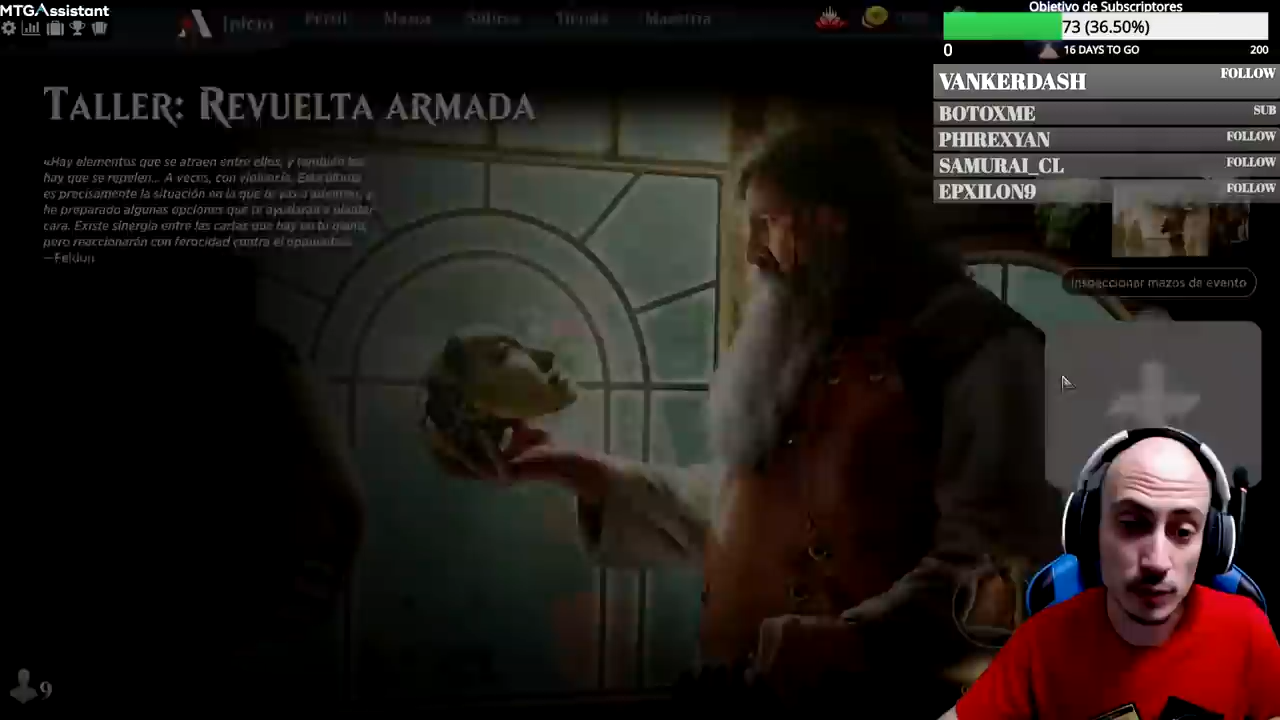 MTGAssistant
Inicio
Perfil
Mazos
Sobres
Tienda
Maestría
Objetivo de Subscriptores
73 (36.50%)
0
16 DAYS TO GO
200
VANKERDASH FOLLOW
BOTOXME SUB
PHIREXYAN FOLLOW
SAMURAI_CL FOLLOW
EPXILON9 FOLLOW
TALLER: REVUELTA ARMADA
«Hay elementos que se atraen entre ellos, y también los
hay que se repelen... A veces, con violencia. Esta última
es precisamente la situación en la que te vas a adentrar, y
he preparado algunas opciones que te ayudarán a plantar
cara. Existe sinergia entre las cartas que hay en tu mano,
pero reaccionarán con ferocidad contra el oponente».
—Feldon
Inspeccionar mazos de evento
9